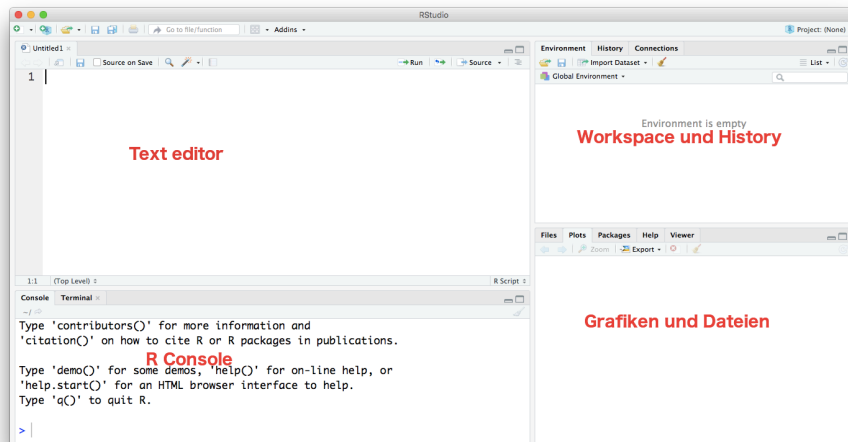 RStudio
Go to file/function
Addins
Project: (None)
Untitled1
Source on Save
Run
Source
1
Text editor
1:1 (Top Level)
R Script
Console Terminal
~/
Type 'contributors()' for more information and
'citation()' on how to cite R or R packages in publications.
R Console
Type 'demo()' for some demos, 'help()' for on-line help, or
'help.start()' for an HTML browser interface to help.
Type 'q()' to quit R.
>
Environment History Connections
Import Dataset
List
Global Environment
Environment is empty
Workspace und History
Files Plots Packages Help Viewer
Zoom Export
Grafiken und Dateien